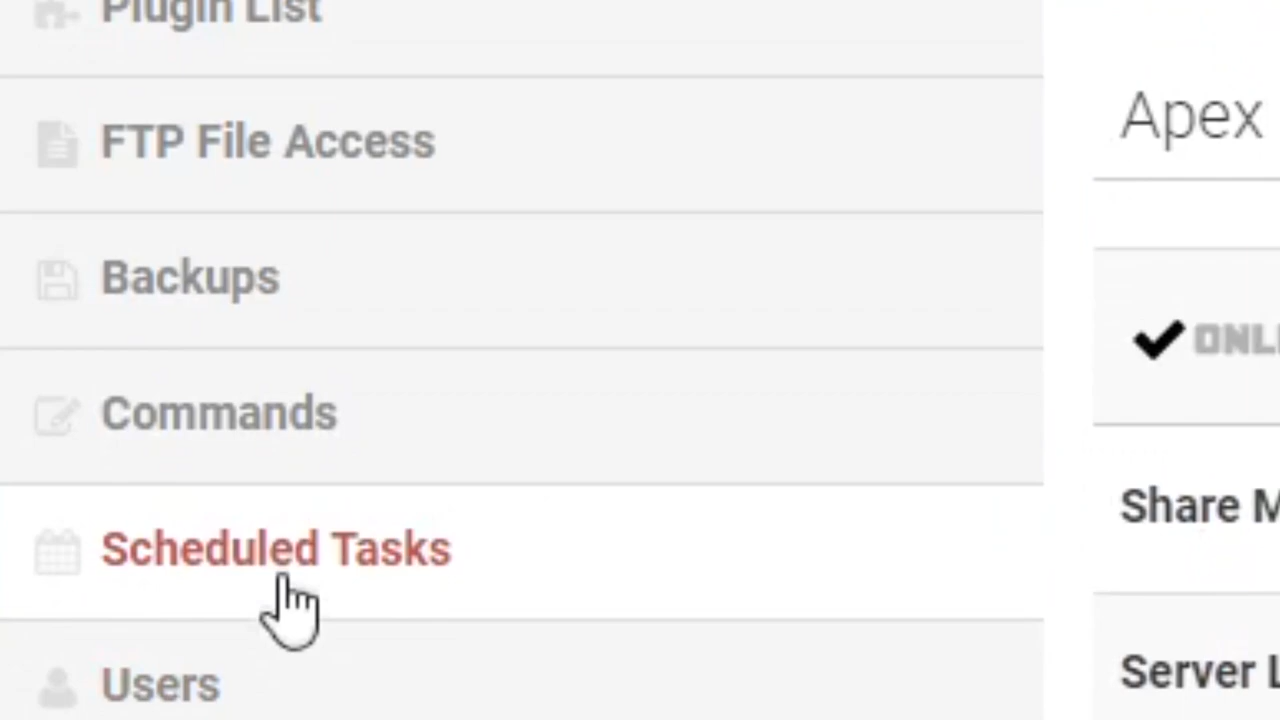 Plugin List
FTP File Access
Backups
Commands
Scheduled Tasks
Users
Apex
Share
Server